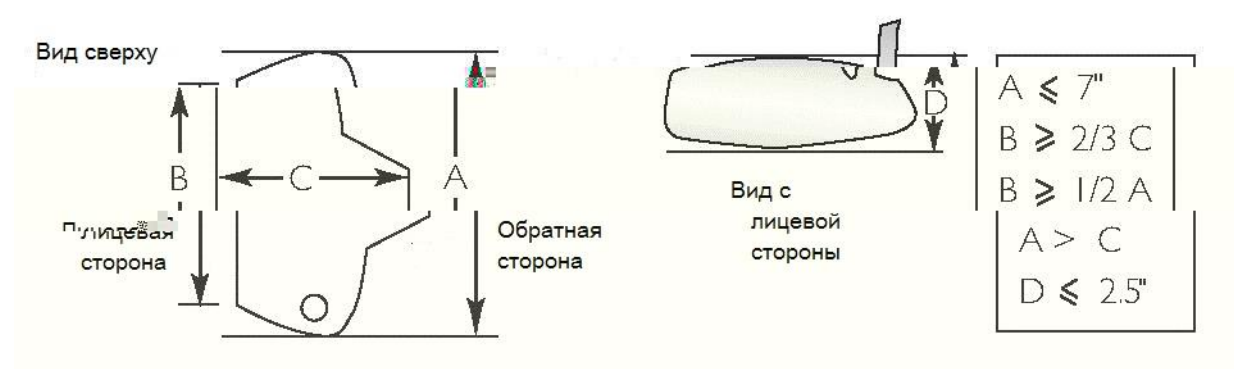 Вид сверху
B
C
A
лицевая
сторона
Обратная
сторона
D
Вид с
лицевой
стороны
A ⩽ 7"
B ⩾ 2/3 C
B ⩾ 1/2 A
A > C
D ⩽ 2.5"